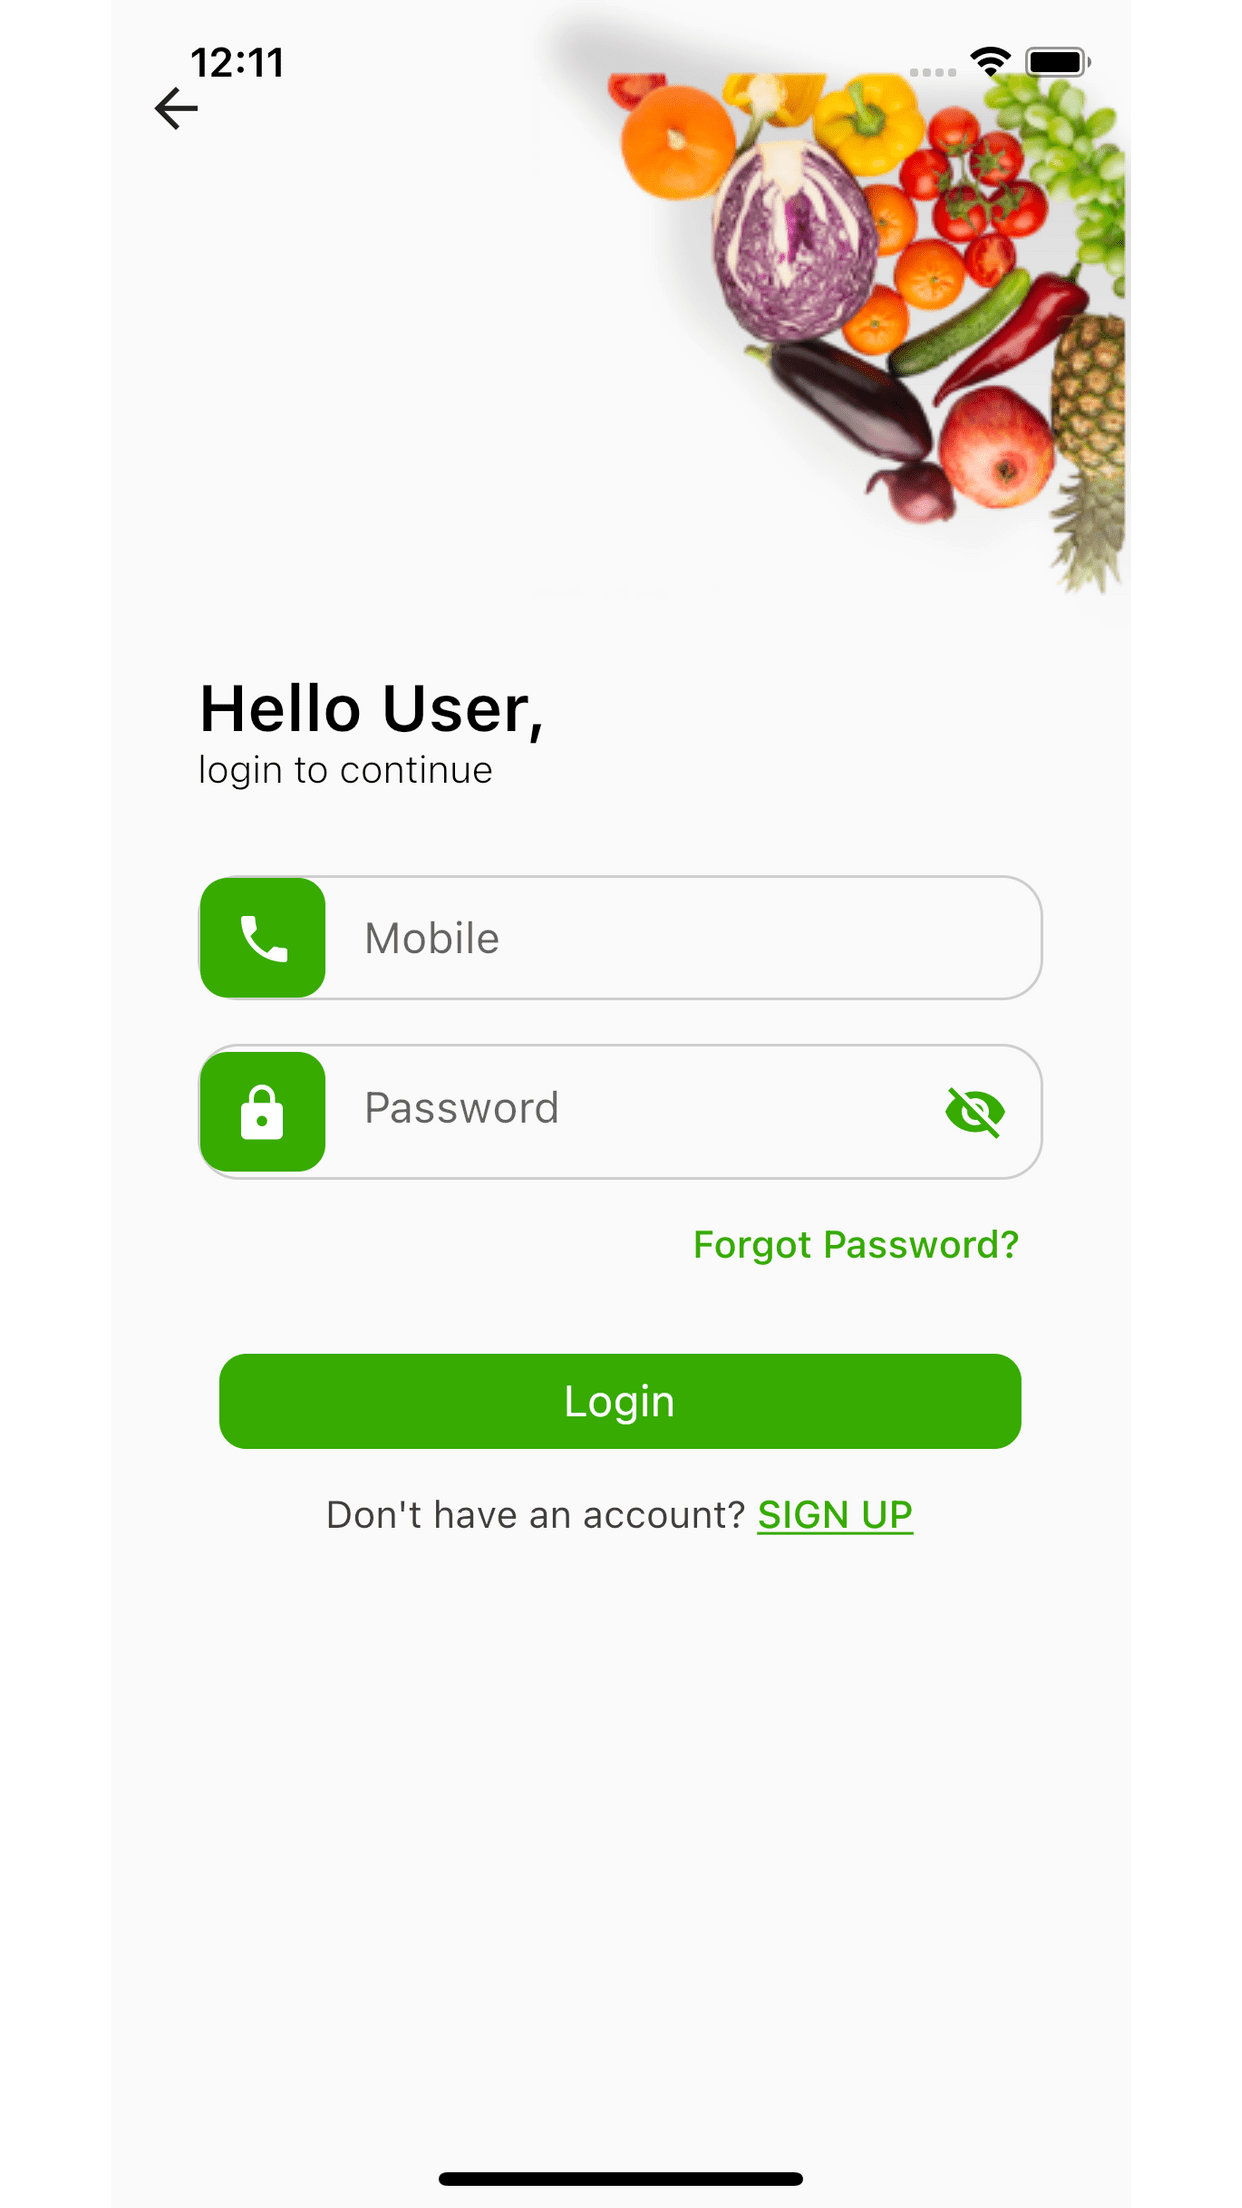 12:11
Hello User,
login to continue
Mobile
Password
Forgot Password?
Login
Don't have an account? SIGN UP